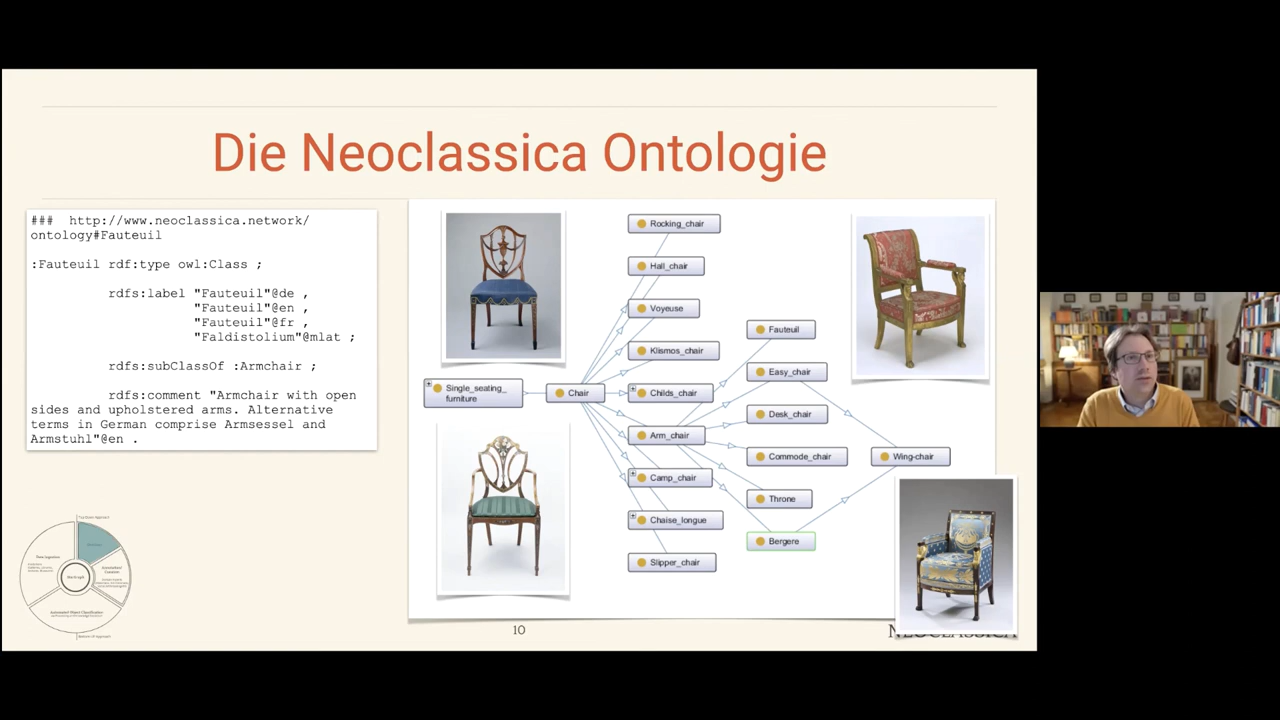 Die Neoclassica Ontologie
### http://www.neoclassica.network/
ontology#Fauteuil
:Fauteuil rdf:type owl:Class ;
rdfs:label "Fauteuil"@de ,
"Fauteuil"@en ,
"Fauteuil"@fr ,
"Faldistolium"@mlat ;
rdfs:subClassOf :Armchair ;
rdfs:comment "Armchair with open
sides and upholstered arms. Alternative
terms in German comprise Armsessel and
Armstuhl"@en .
Single_seating_
furniture
Chair
Rocking_chair
Hall_chair
Voyeuse
Klismos_chair
Childs_chair
Arm_chair
Camp_chair
Chaise_longue
Slipper_chair
Fauteuil
Easy_chair
Desk_chair
Commode_chair
Throne
Bergere
Wing-chair
10
NEOCLASSICA